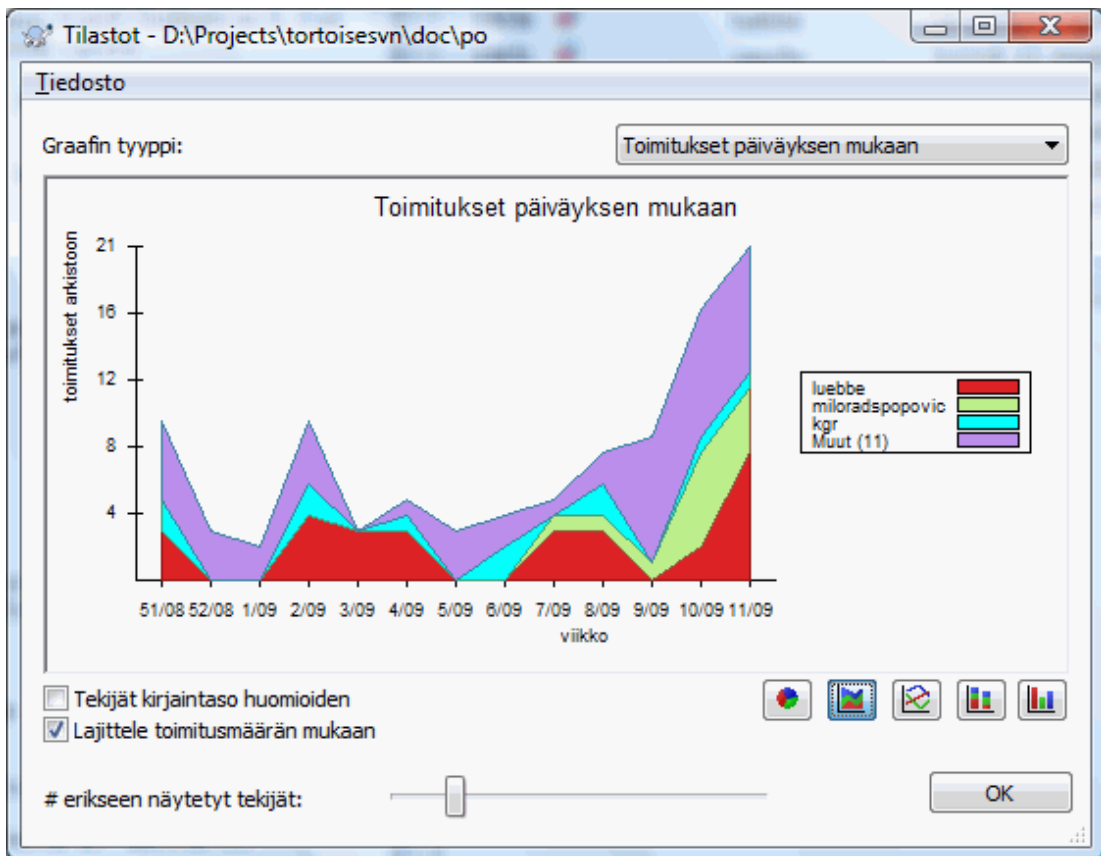 Tilastot - D:\Projects\tortoisesvn\doc\po
Tiedosto
Graafin tyyppi:
Toimitukset päiväyksen mukaan
Toimitukset päiväyksen mukaan
toimitukset arkistoon
21
16
12
8
4
51/08 52/08 1/09 2/09 3/09 4/09 5/09 6/09 7/09 8/09 9/09 10/09 11/09
viikko
luebbe
miloradspopovic
kgr
Muut (11)
Tekijät kirjaintaso huomioiden
Lajittele toimitusmäärän mukaan
# erikseen näytetyt tekijät:
OK